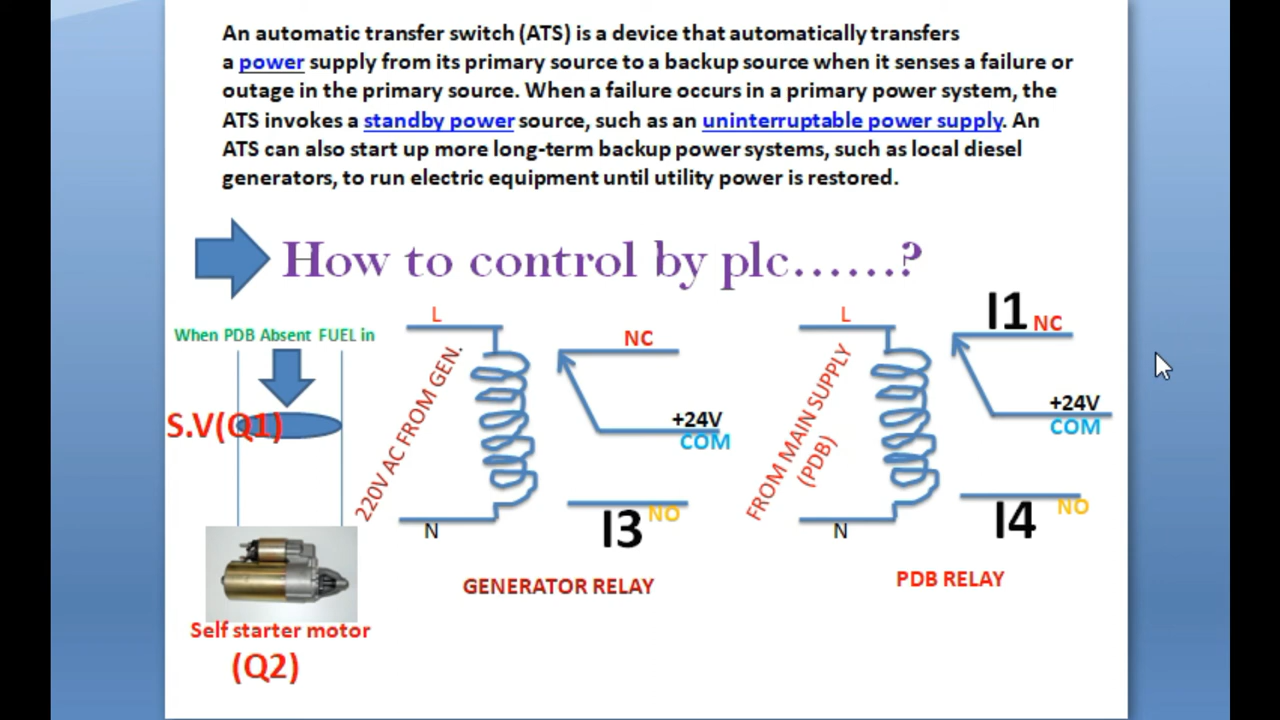 An automatic transfer switch (ATS) is a device that automatically transfers
a power supply from its primary source to a backup source when it senses a failure or
outage in the primary source. When a failure occurs in a primary power system, the
ATS invokes a standby power source, such as an uninterruptable power supply. An
ATS can also start up more long-term backup power systems, such as local diesel
generators, to run electric equipment until utility power is restored.
How to control by plc......?
When PDB Absent FUEL in
S.V(Q1)
Self starter motor
(Q2)
L
220V AC FROM GEN.
N
NC
+24V
COM
NO
I3
GENERATOR RELAY
L
FROM MAIN SUPPLY
(PDB)
N
I1 NC
+24V
COM
NO
I4
PDB RELAY